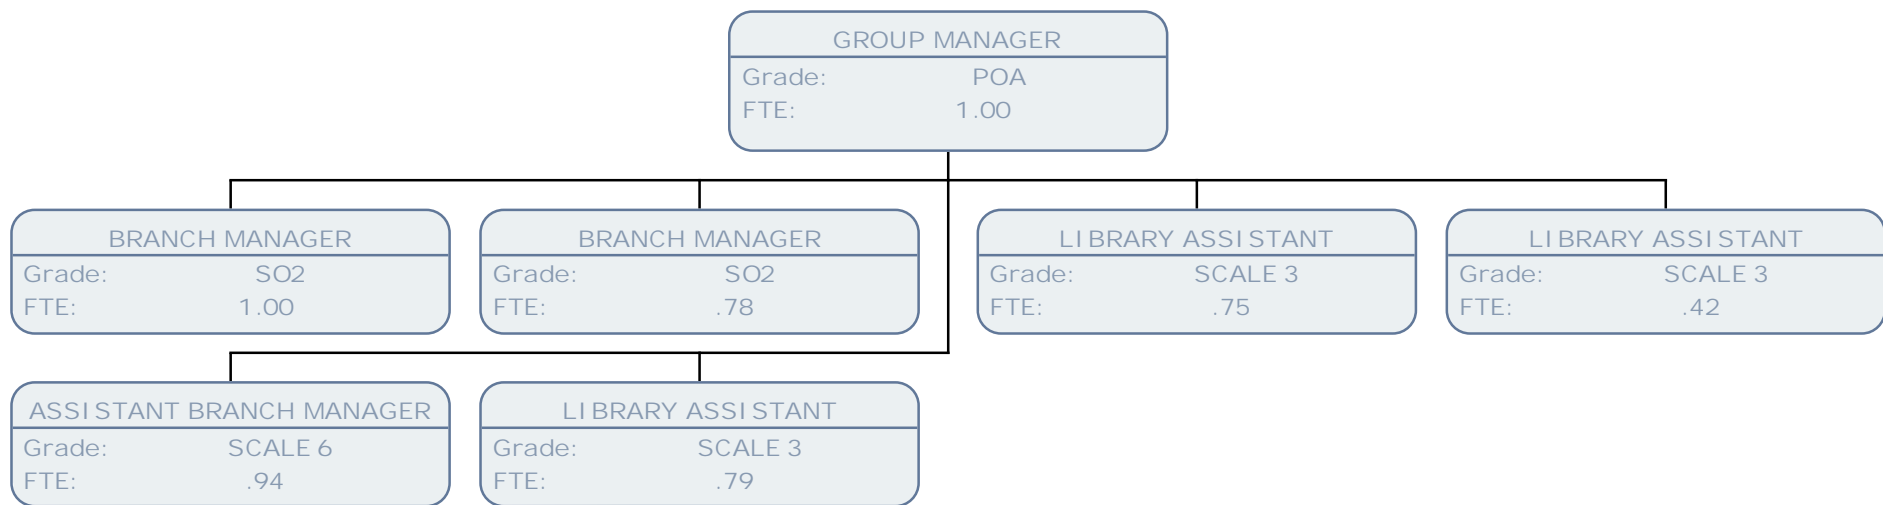 GROUP MANAGER
Grade: POA
FTE: 1.00
BRANCH MANAGER
Grade: SO2
FTE: 1.00
BRANCH MANAGER
Grade: SO2
FTE: .78
LIBRARY ASSISTANT
Grade: SCALE 3
FTE: .75
LIBRARY ASSISTANT
Grade: SCALE 3
FTE: .42
ASSISTANT BRANCH MANAGER
Grade: SCALE 6
FTE: .94
LIBRARY ASSISTANT
Grade: SCALE 3
FTE: .79